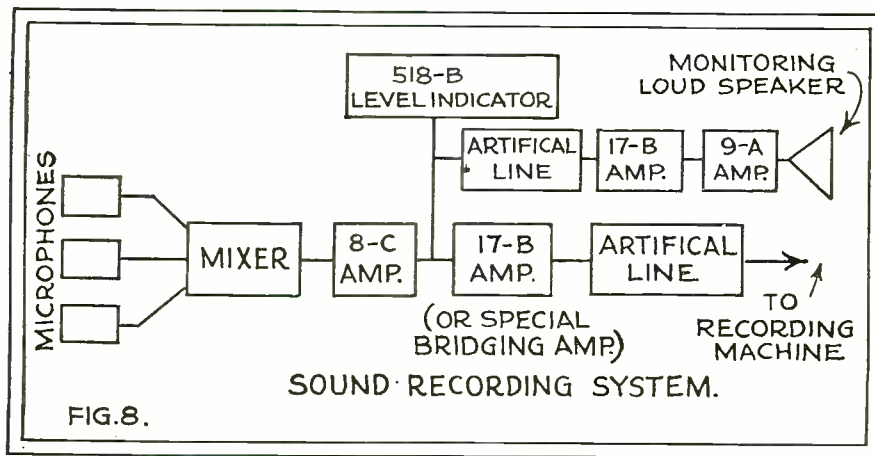 518-B
LEVEL INDICATOR
MONITORING
LOUD SPEAKER
ARTIFICAL
LINE
17-B
AMP.
9-A
AMP.
MICROPHONES
MIXER
8-C
AMP.
17-B
AMP.
ARTIFICAL
LINE
(OR SPECIAL
BRIDGING AMP.)
TO
RECORDING
MACHINE
SOUND RECORDING SYSTEM.
FIG.8.